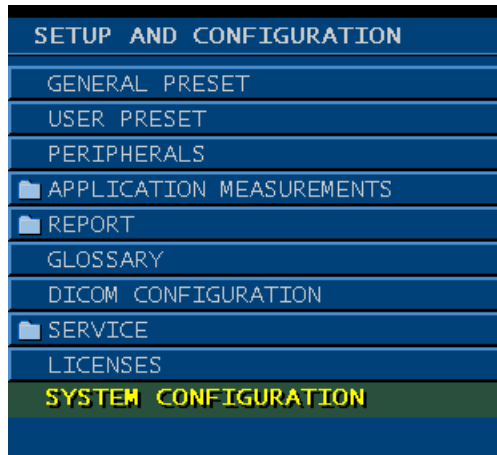 SETUP AND CONFIGURATION
GENERAL PRESET
USER PRESET
PERIPHERALS
APPLICATION MEASUREMENTS
REPORT
GLOSSARY
DICOM CONFIGURATION
SERVICE
LICENSES
SYSTEM CONFIGURATION